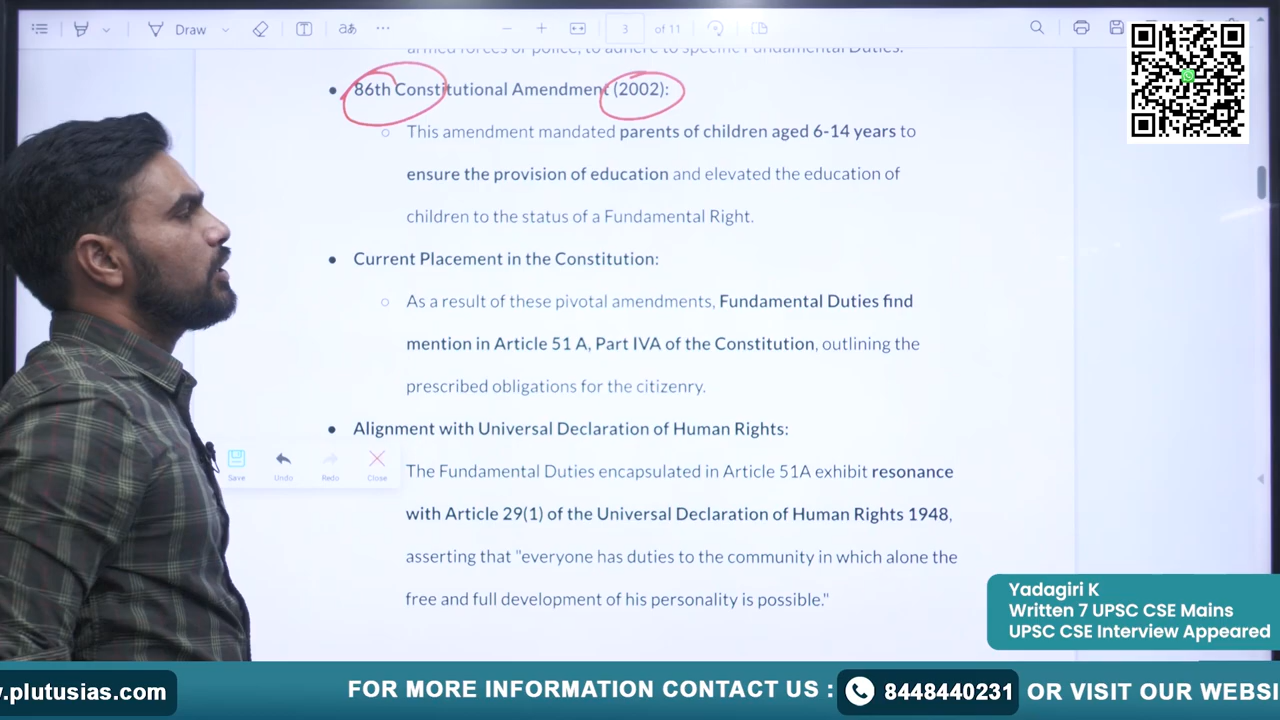 Draw
aあ
3 of 11
armed forces or police, to adhere to specific Fundamental Duties.
86th Constitutional Amendment (2002):
This amendment mandated parents of children aged 6-14 years to
ensure the provision of education and elevated the education of
children to the status of a Fundamental Right.
Current Placement in the Constitution:
As a result of these pivotal amendments, Fundamental Duties find
mention in Article 51 A, Part IVA of the Constitution, outlining the
prescribed obligations for the citizenry.
Alignment with Universal Declaration of Human Rights:
Save Undo Redo Close
The Fundamental Duties encapsulated in Article 51A exhibit resonance
with Article 29(1) of the Universal Declaration of Human Rights 1948,
asserting that "everyone has duties to the community in which alone the
free and full development of his personality is possible."
Yadagiri K
Written 7 UPSC CSE Mains
UPSC CSE Interview Appeared
.plutusias.com
FOR MORE INFORMATION CONTACT US : 8448440231 OR VISIT OUR WEBSI